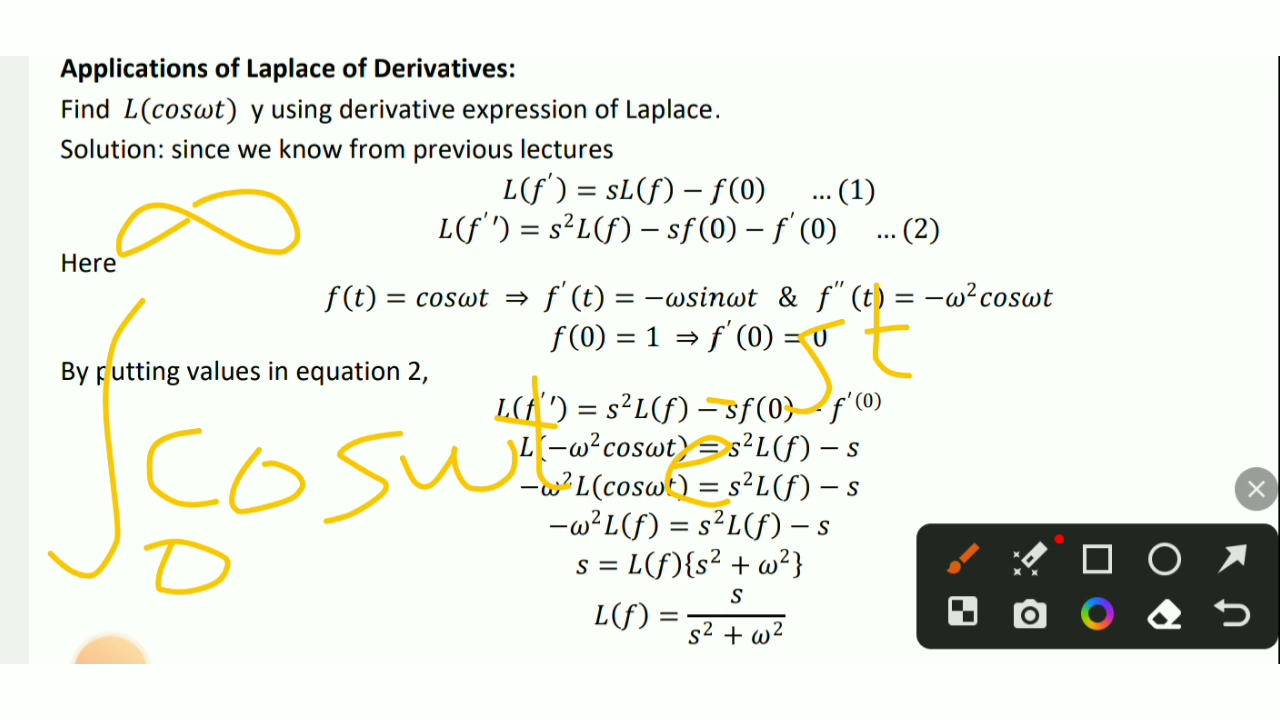 Applications of Laplace of Derivatives:
Find L(cosωt) y using derivative expression of Laplace.
Solution: since we know from previous lectures
L(f′) = sL(f) − f(0) … (1)
L(f′′) = s²L(f) − sf(0) − f′(0) … (2)
Here
f(t) = cosωt ⇒ f′(t) = −ωsinωt & f″(t) = −ω²cosωt
f(0) = 1 ⇒ f′(0) = 0
By putting values in equation 2,
L(f′′) = s²L(f) − sf(0) − f′(0)
L(−ω²cosωt) = s²L(f) − s
−ω²L(cosωt) = s²L(f) − s
−ω²L(f) = s²L(f) − s
s = L(f){s² + ω²}
L(f) = s / (s² + ω²)
∫₀^∞ coswt e^−st